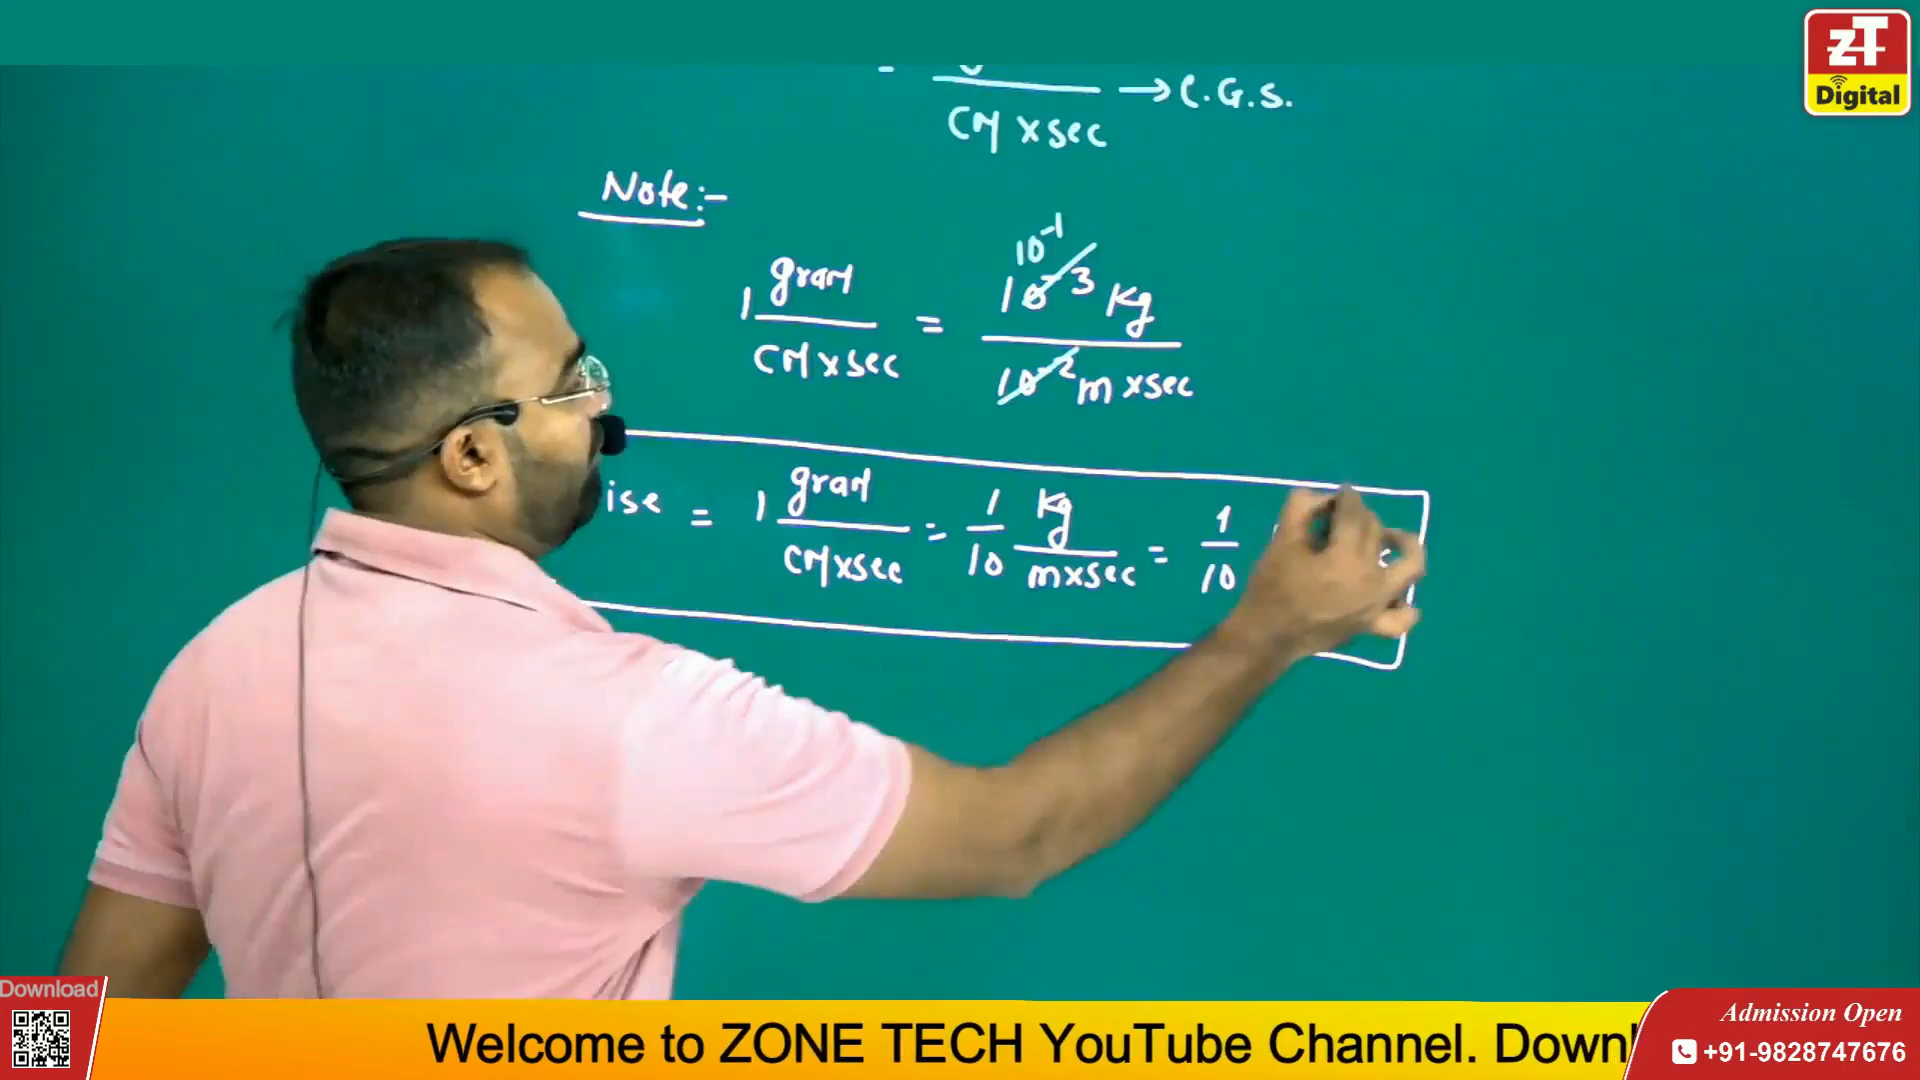 ZT
Digital
→ C.G.S.
CM x sec
Note:-
1 gram / CM x sec = 10⁻¹ 10⁻³ Kg / 10⁻² m x sec
ise = 1 gram / CM x sec = 1/10 Kg / m x sec = 1/10
Download
Welcome to ZONE TECH YouTube Channel. Down
Admission Open
+91-9828747676